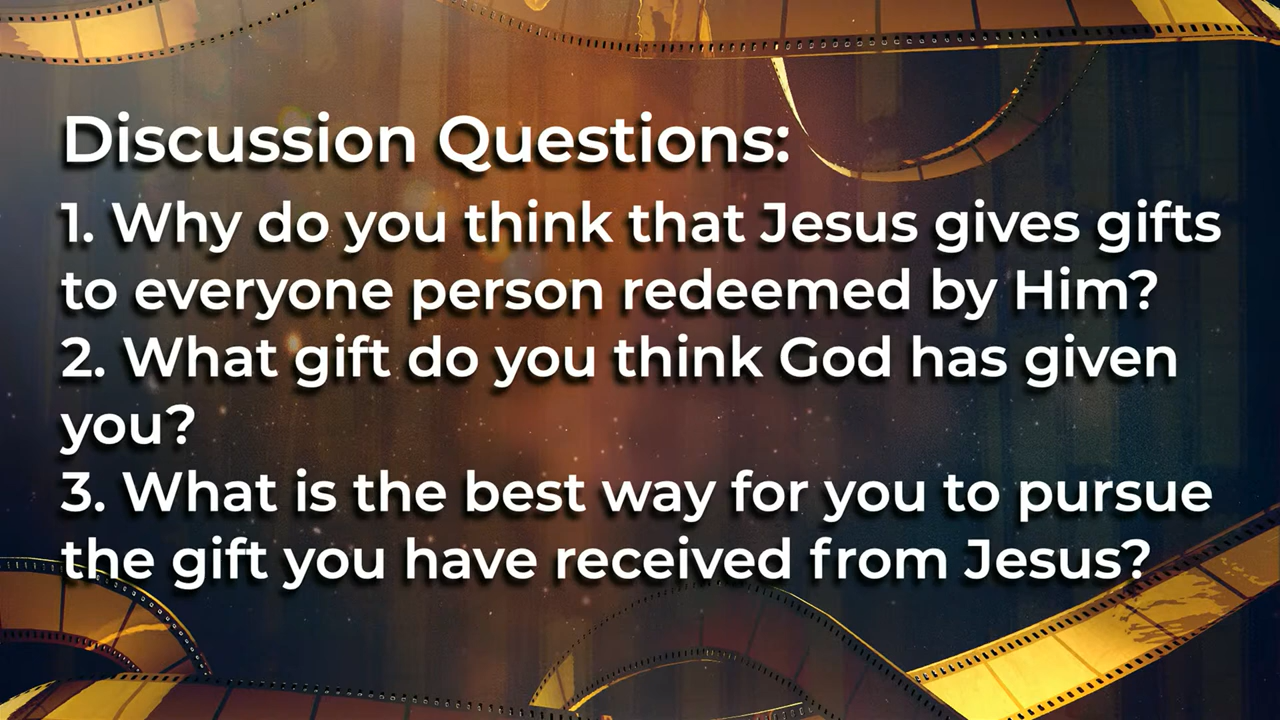 Discussion Questions:
1. Why do you think that Jesus gives gifts
to everyone person redeemed by Him?
2. What gift do you think God has given
you?
3. What is the best way for you to pursue
the gift you have received from Jesus?